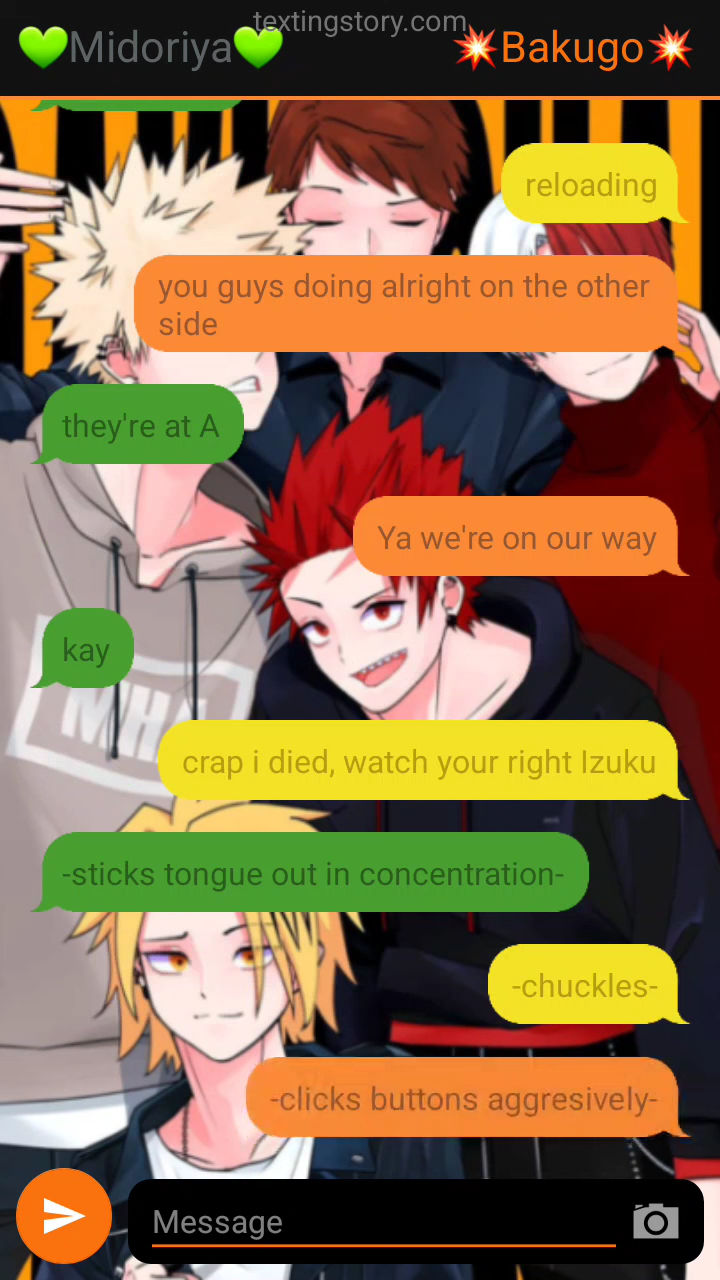 textingstory.com
💚Midoriya💚
💥Bakugo💥
reloading
you guys doing alright on the other
side
they're at A
Ya we're on our way
kay
crap i died, watch your right Izuku
-sticks tongue out in concentration-
-chuckles-
-clicks buttons aggresively-
Message